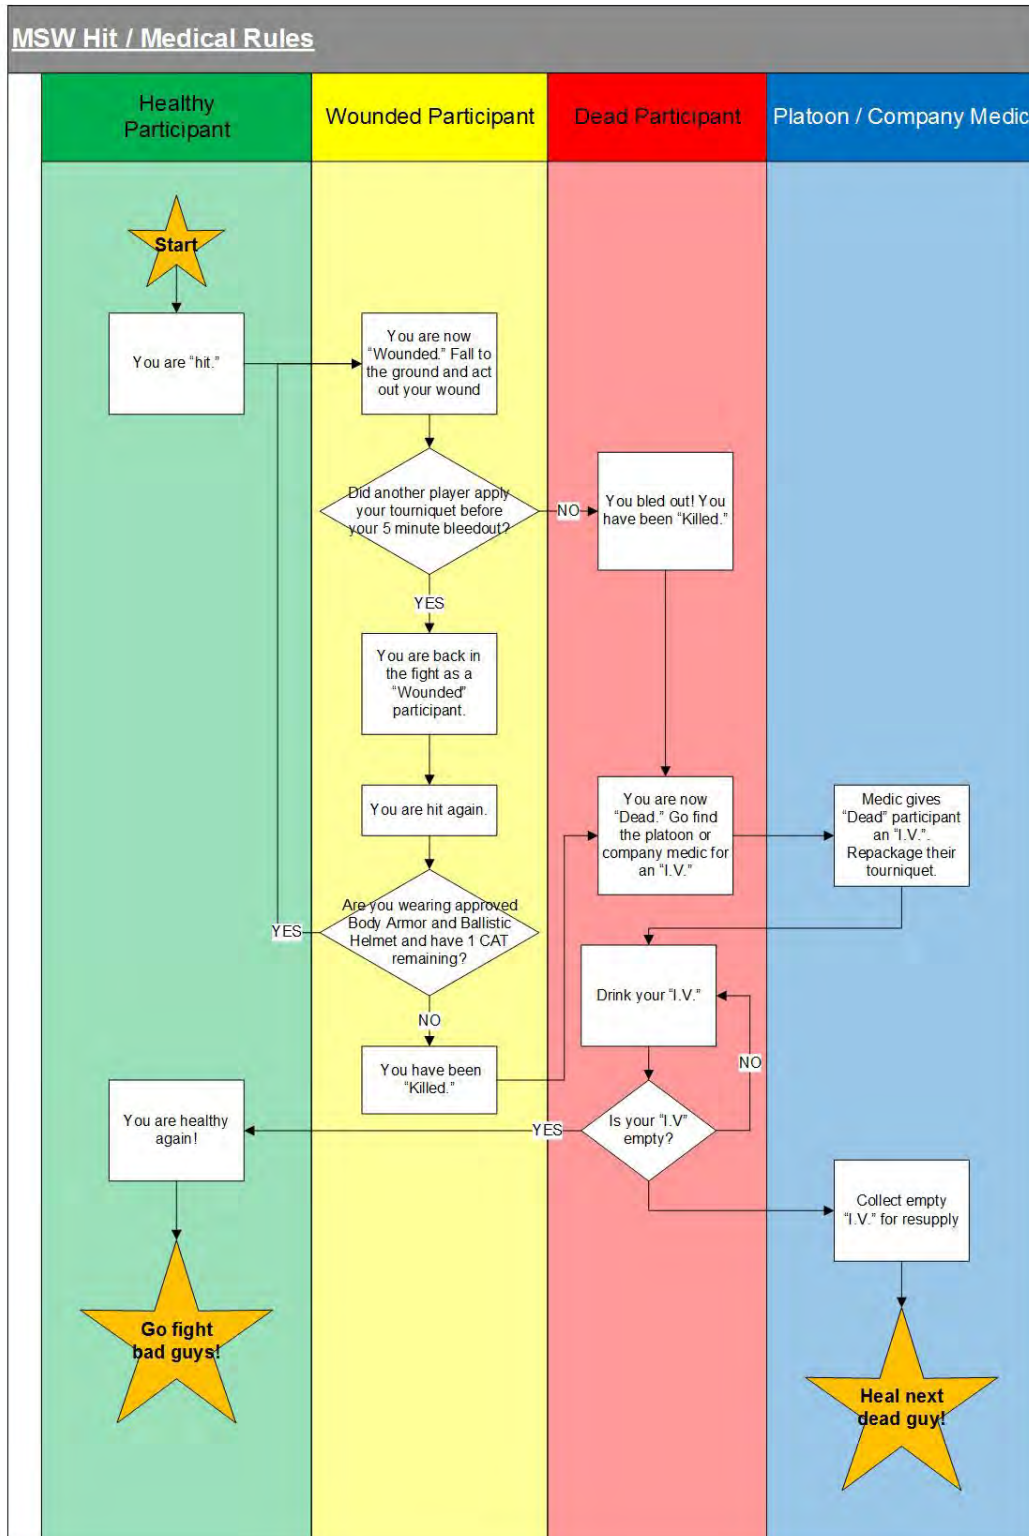 MSW Hit / Medical Rules
Healthy
Participant
Wounded Participant
Dead Participant
Platoon / Company Medic
Start
You are “hit.”
You are now
“Wounded.” Fall to
the ground and act
out your wound
Did another player apply
your tourniquet before
your 5 minute bleedout?
NO
You bled out! You
have been “Killed.”
YES
You are back in
the fight as a
“Wounded”
participant.
You are hit again.
You are now
“Dead.” Go find
the platoon or
company medic for
an “I.V.”
Medic gives
“Dead” participant
an “I.V.”.
Repackage their
tourniquet.
Are you wearing approved
Body Armor and Ballistic
Helmet and have 1 CAT
remaining?
YES
NO
Drink your “I.V.”
NO
You have been
“Killed.”
Is your “I.V”
empty?
YES
You are healthy
again!
Collect empty
“I.V.” for resupply
Go fight
bad guys!
Heal next
dead guy!